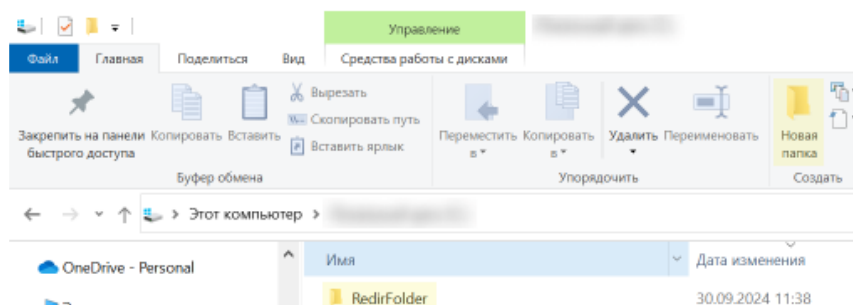 Управление
Файл Главная Поделиться Вид Средства работы с дисками
Вырезать
Скопировать путь
Вставить ярлык
Закрепить на панели быстрого доступа
Копировать
Вставить
Переместить в
Копировать в
Удалить
Переименовать
Новая папка
Буфер обмена
Упорядочить
Создать
Этот компьютер
OneDrive - Personal
Имя
Дата изменения
RedirFolder
30.09.2024 11:38